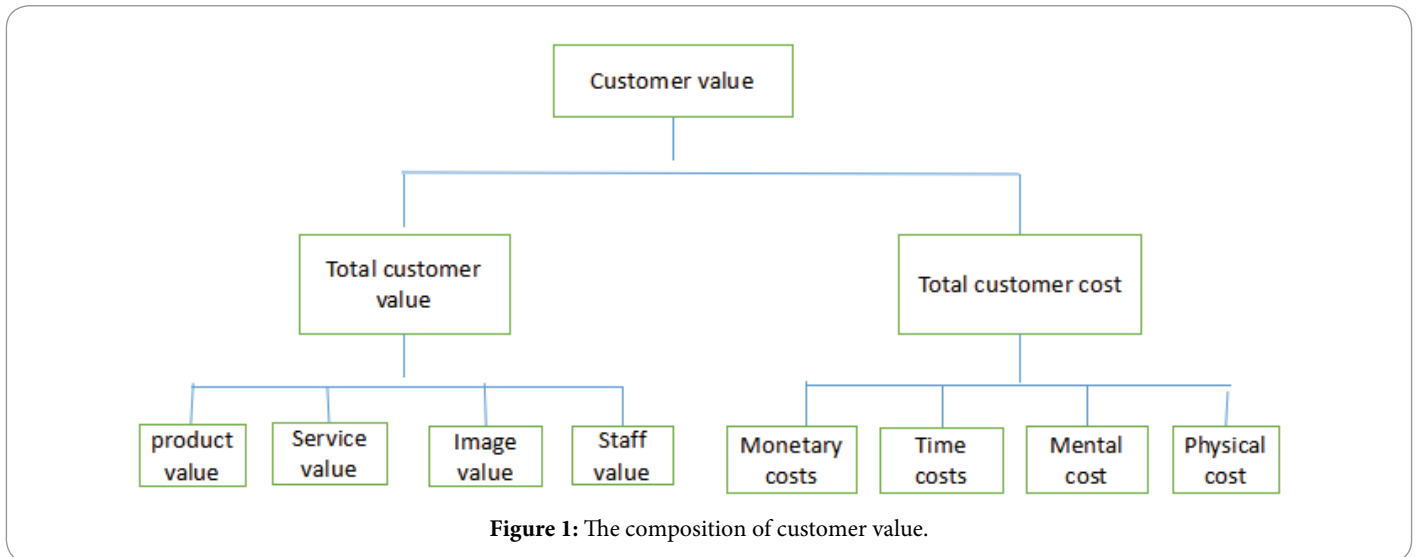 Customer value
Total customer
value
Total customer cost
product
value
Service
value
Image
value
Staff
value
Monetary
costs
Time
costs
Mental
cost
Physical
cost
Figure 1: The composition of customer value.